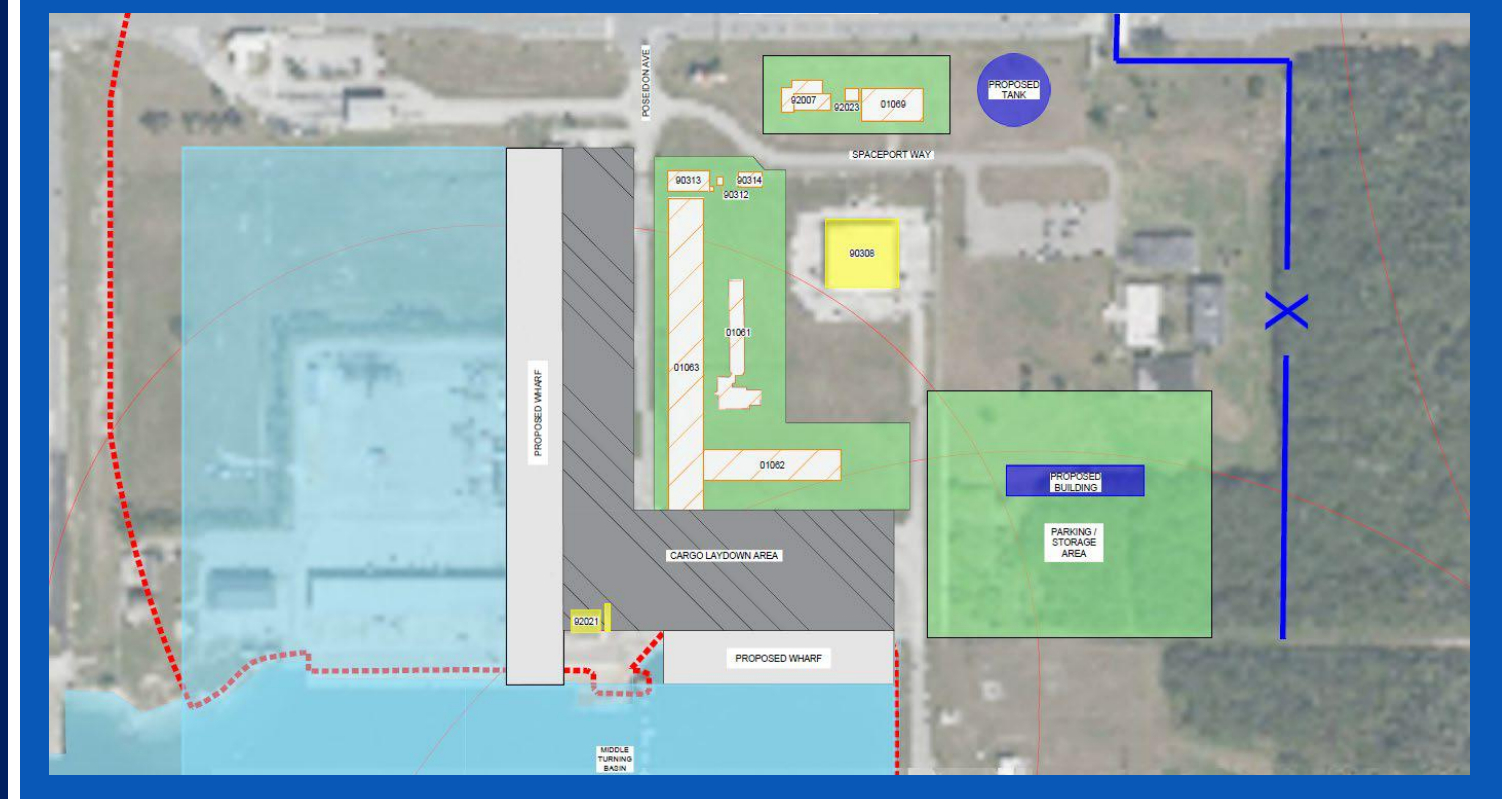 POSEIDON AVE
PROPOSED
TANK
92007
92023
01069
SPACEPORT WAY
90313
90314
90312
90308
01061
01063
PROPOSED WHARF
01062
PROPOSED
BUILDING
PARKING /
STORAGE
AREA
CARGO LAYDOWN AREA
92021
PROPOSED WHARF
MIDDLE
TURNING
BASIN
X